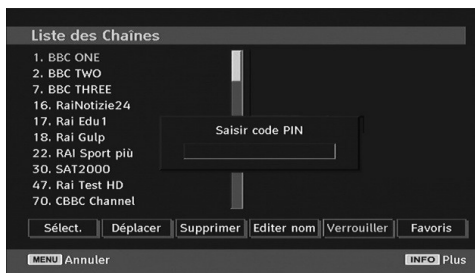 Liste des Chaînes
1. BBC ONE
2. BBC TWO
7. BBC THREE
16. RaiNotizie24
17. Rai Edu1
18. Rai Gulp
22. RAI Sport più
30. SAT2000
47. Rai Test HD
70. CBBC Channel
Saisir code PIN
Sélect. Déplacer Supprimer Editer nom Verrouiller Favoris
MENU Annuler INFO Plus